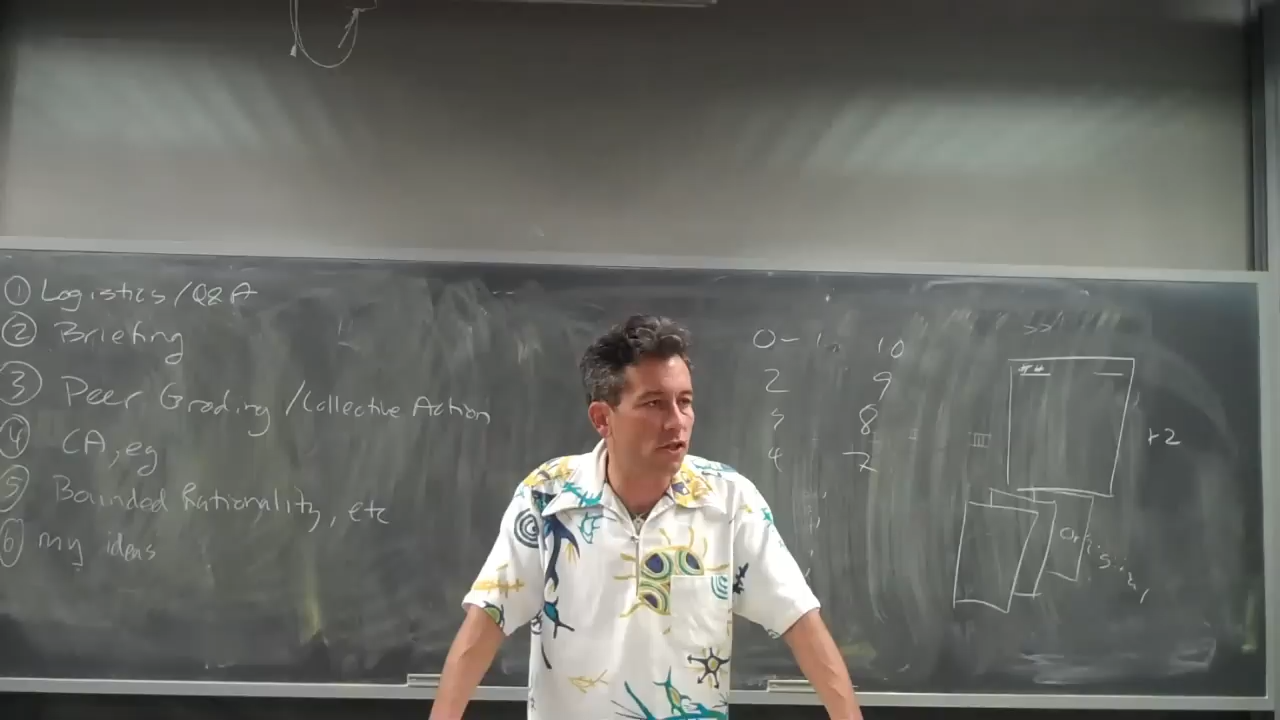 ① Logistics/Q&A
② Briefing
③ Peer Grading/Collective Action
④ CA, eg
⑤ Bounded Rationality, etc
⑥ my ideas
0-1 10
2 9
3 8
4 7
+2